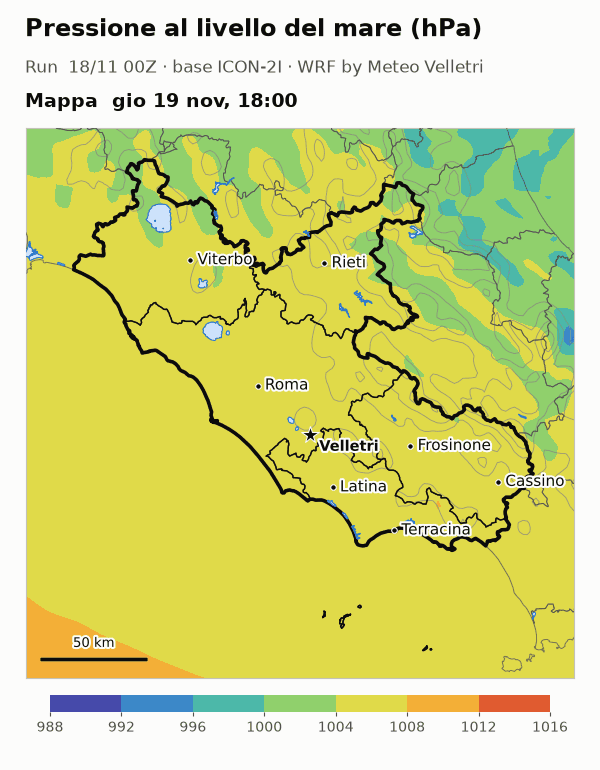 Pressione al livello del mare (hPa)
Run  18/11 00Z · base ICON-2I · WRF by Meteo Velletri
Mappa  gio 19 nov, 18:00
Viterbo
Rieti
Roma
Velletri
Frosinone
Cassino
Latina
Terracina
50 km
988 992 996 1000 1004 1008 1012 1016